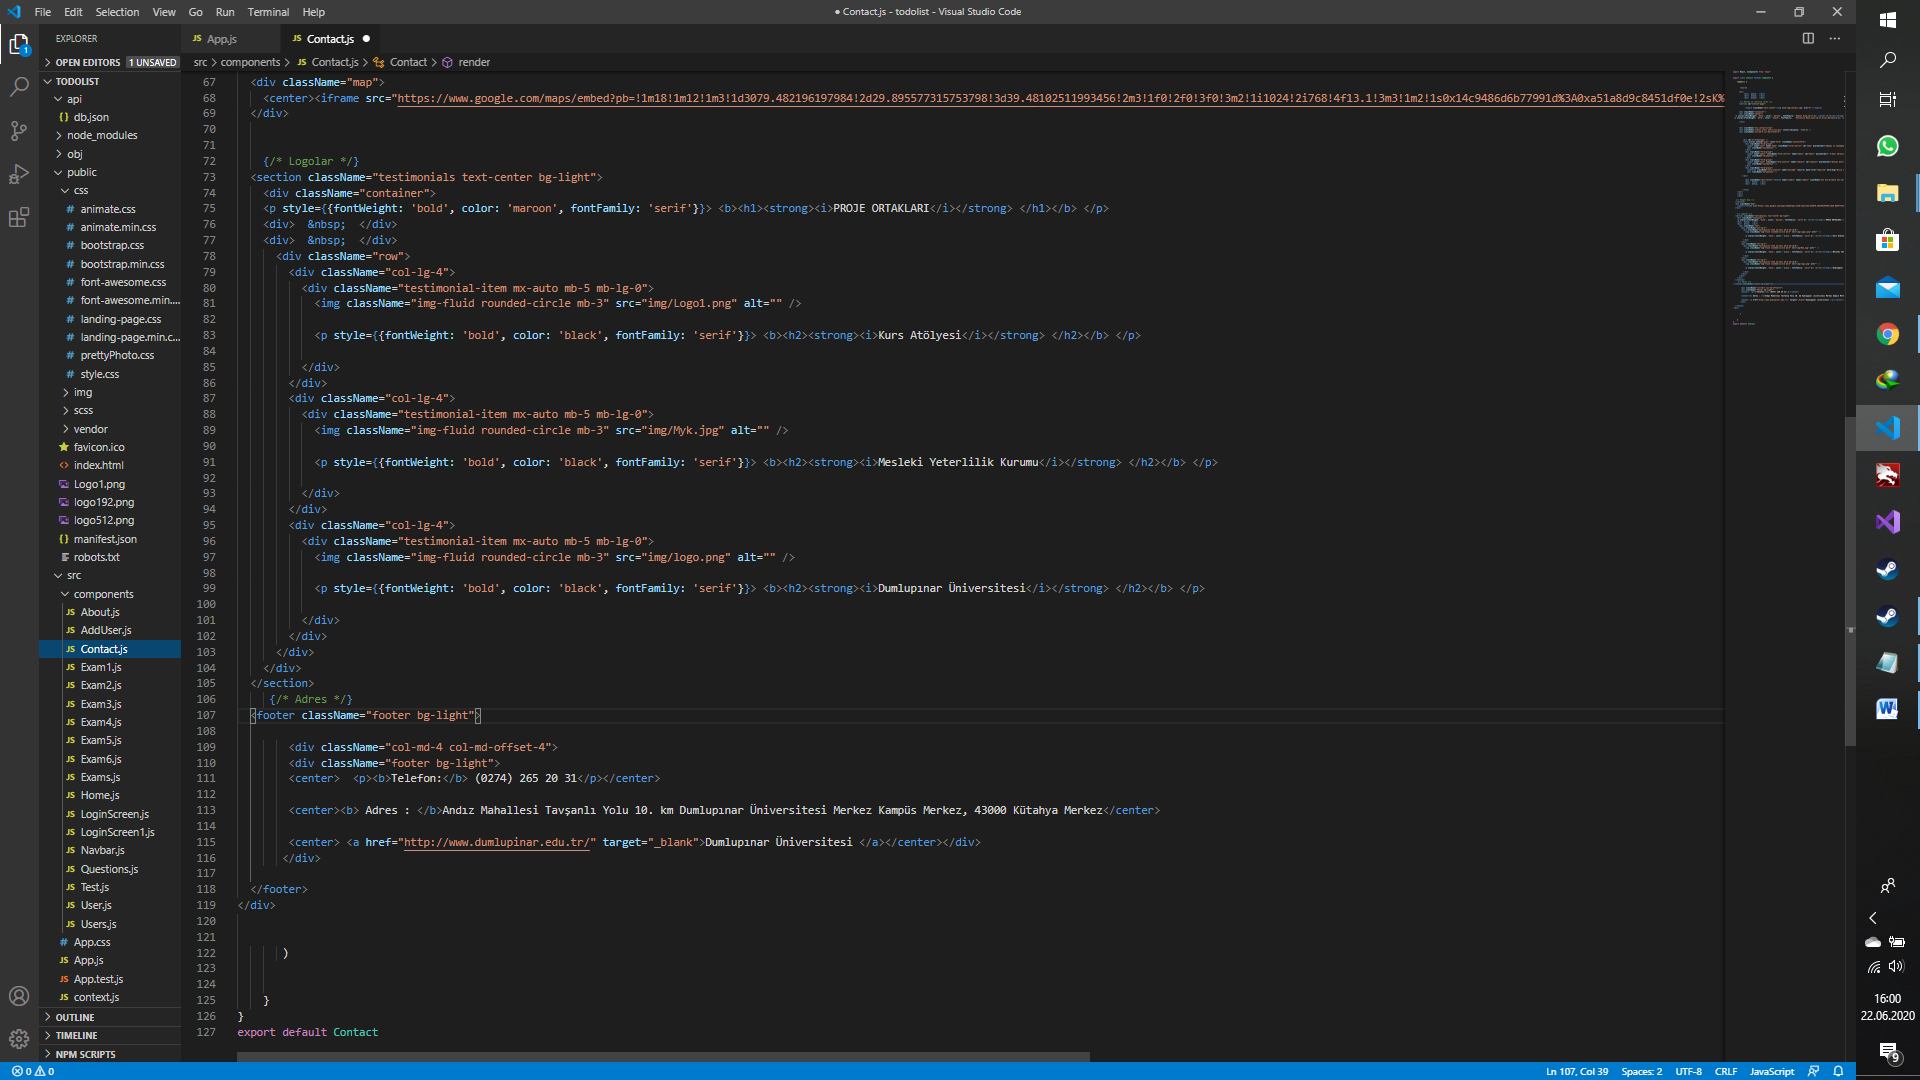 File Edit Selection View Go Run Terminal Help
● Contact.js - todolist - Visual Studio Code
EXPLORER
OPEN EDITORS 1 UNSAVED
TODOLIST
api
{} db.json
node_modules
obj
public
css
# animate.css
# animate.min.css
# bootstrap.css
# bootstrap.min.css
# font-awesome.css
# font-awesome.min....
# landing-page.css
# landing-page.min.c...
# prettyPhoto.css
# style.css
img
scss
vendor
favicon.ico
<> index.html
Logo1.png
logo192.png
logo512.png
{} manifest.json
robots.txt
src
components
JS About.js
JS AddUser.js
JS Contact.js
JS Exam1.js
JS Exam2.js
JS Exam3.js
JS Exam4.js
JS Exam5.js
JS Exam6.js
JS Exams.js
JS Home.js
JS LoginScreen.js
JS LoginScreen1.js
JS Navbar.js
JS Questions.js
JS Test.js
JS User.js
JS Users.js
# App.css
JS App.js
JS App.test.js
JS context.js
OUTLINE
TIMELINE
NPM SCRIPTS
JS App.js
JS Contact.js ●
src > components > JS Contact.js > Contact > render
67 <div className="map">
68 <center><iframe src="https://www.google.com/maps/embed?pb=!1m18!1m12!1m3!1d3079.482196197984!2d29.895577315753798!3d39.48102511993456!2m3!1f0!2f0!3f0!3m2!1i1024!2i768!4f13.1!3m3!1m2!1s0x14c9486d6b77991d%3A0xa51a8d9c8451df0e!2sK%
69 </div>
70
71
72 {/* Logolar */}
73 <section className="testimonials text-center bg-light">
74 <div className="container">
75 <p style={{fontWeight: 'bold', color: 'maroon', fontFamily: 'serif'}}> <b><h1><strong><i>PROJE ORTAKLARI</i></strong> </h1></b> </p>
76 <div> &nbsp; </div>
77 <div> &nbsp; </div>
78 <div className="row">
79 <div className="col-lg-4">
80 <div className="testimonial-item mx-auto mb-5 mb-lg-0">
81 <img className="img-fluid rounded-circle mb-3" src="img/Logo1.png" alt="" />
82
83 <p style={{fontWeight: 'bold', color: 'black', fontFamily: 'serif'}}> <b><h2><strong><i>Kurs Atölyesi</i></strong> </h2></b> </p>
84
85 </div>
86 </div>
87 <div className="col-lg-4">
88 <div className="testimonial-item mx-auto mb-5 mb-lg-0">
89 <img className="img-fluid rounded-circle mb-3" src="img/Myk.jpg" alt="" />
90
91 <p style={{fontWeight: 'bold', color: 'black', fontFamily: 'serif'}}> <b><h2><strong><i>Mesleki Yeterlilik Kurumu</i></strong> </h2></b> </p>
92
93 </div>
94 </div>
95 <div className="col-lg-4">
96 <div className="testimonial-item mx-auto mb-5 mb-lg-0">
97 <img className="img-fluid rounded-circle mb-3" src="img/logo.png" alt="" />
98
99 <p style={{fontWeight: 'bold', color: 'black', fontFamily: 'serif'}}> <b><h2><strong><i>Dumlupınar Üniversitesi</i></strong> </h2></b> </p>
100
101 </div>
102 </div>
103 </div>
104 </div>
105 </section>
106 {/* Adres */}
107 <footer className="footer bg-light">
108
109 <div className="col-md-4 col-md-offset-4">
110 <div className="footer bg-light">
111 <center> <p><b>Telefon:</b> (0274) 265 20 31</p></center>
112
113 <center><b> Adres : </b>Andız Mahallesi Tavşanlı Yolu 10. km Dumlupınar Üniversitesi Merkez Kampüs Merkez, 43000 Kütahya Merkez</center>
114
115 <center> <a href="http://www.dumlupinar.edu.tr/" target="_blank">Dumlupınar Üniversitesi </a></center></div>
116 </div>
117
118 </footer>
119 </div>
120
121
122 )
123
124
125 }
126 }
127 export default Contact
0 0
Ln 107, Col 39 Spaces: 2 UTF-8 CRLF JavaScript
16:00
22.06.2020
9